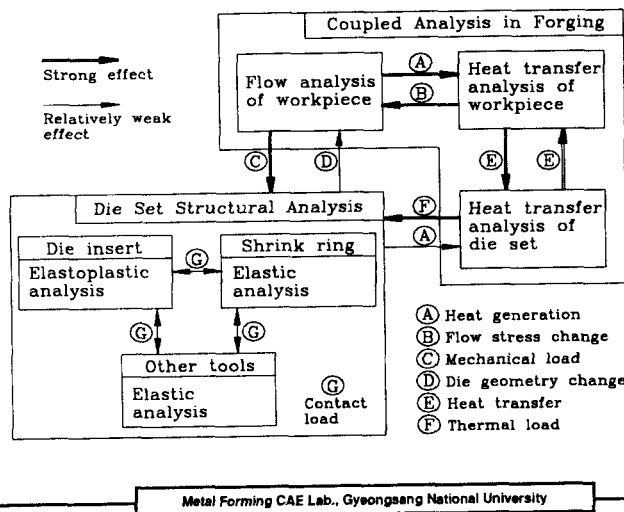 Coupled Analysis in Forging
Strong effect
Relatively weak
effect
Flow analysis
of workpiece
A
B
Heat transfer
analysis of
workpiece
C
D
E
E
Die Set Structural Analysis
F
A
Heat transfer
analysis of
die set
Die insert
Elastoplastic
analysis
G
Shrink ring
Elastic
analysis
G
G
Other tools
Elastic
analysis
G
Contact
load
A Heat generation
B Flow stress change
C Mechanical load
D Die geometry change
E Heat transfer
F Thermal load
Metal Forming CAE Lab., Gyeongsang National University